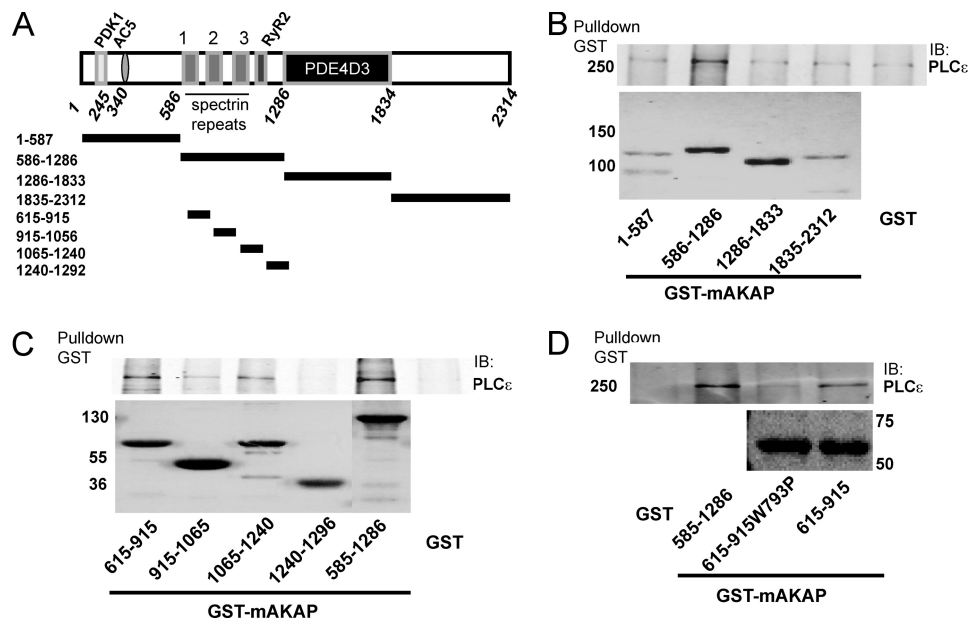 A
PDK1
AC5
1 2 3
RyR2
PDE4D3
1
245
340
586
1286
1834
2314
spectrin
repeats
1-587
586-1286
1286-1833
1835-2312
615-915
915-1056
1065-1240
1240-1292
B
Pulldown
GST
IB:
PLCε
250
150
100
1-587
586-1286
1286-1833
1835-2312
GST
GST-mAKAP
C
Pulldown
GST
IB:
PLCε
130
55
36
615-915
915-1065
1065-1240
1240-1296
585-1286
GST
GST-mAKAP
D
Pulldown
GST
IB:
PLCε
250
75
50
GST
585-1286
615-915W793P
615-915
GST-mAKAP